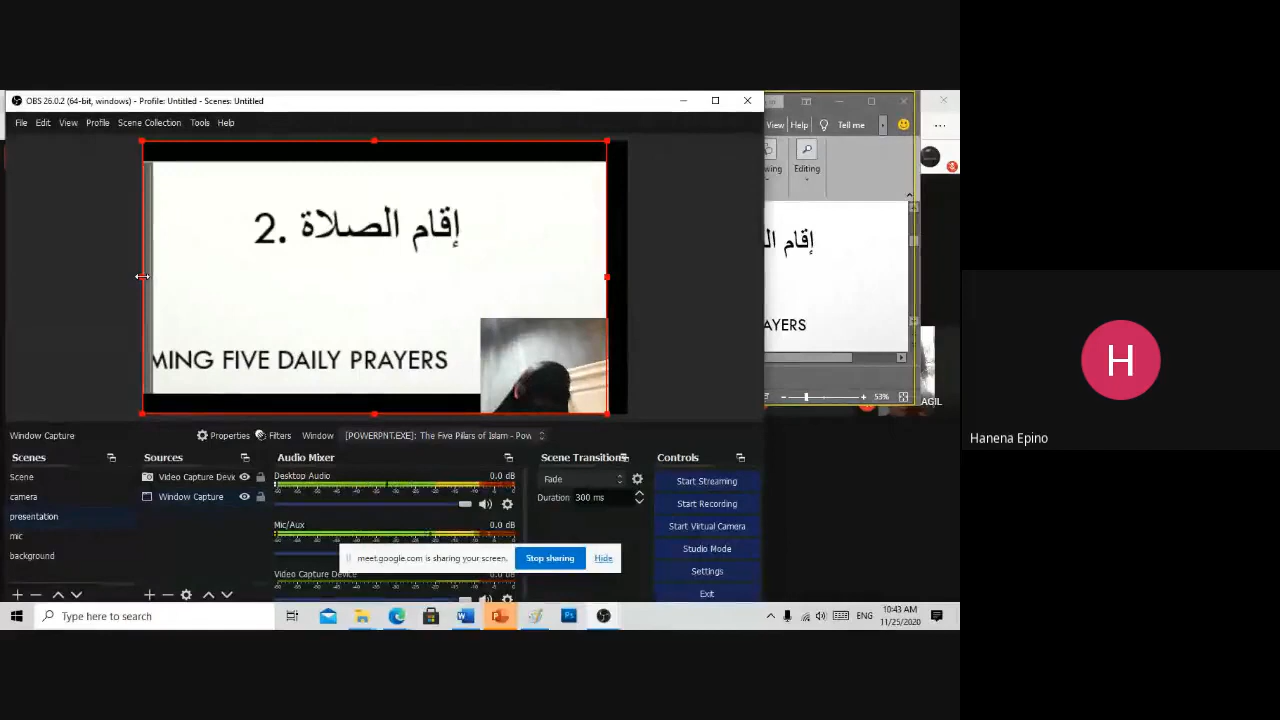 OBS 26.0.2 (64-bit, windows) - Profile: Untitled - Scenes: Untitled
File Edit View Profile Scene Collection Tools Help
View Help Tell me
Editing
2. إقام الصلاة
MING FIVE DAILY PRAYERS
AYERS
53%
AGIL
H
Hanena Epino
Window Capture Properties Filters Window [POWERPNT.EXE]: The Five Pillars of Islam - Pow
Scenes
Scene
camera
presentation
mic
background
Sources
Video Capture Devi
Window Capture
Audio Mixer
Desktop Audio 0.0 dB
Mic/Aux 0.0 dB
Video Capture Device 0.0 dB
Scene Transitions
Fade
Duration 300 ms
Controls
Start Streaming
Start Recording
Start Virtual Camera
Studio Mode
Settings
Exit
meet.google.com is sharing your screen. Stop sharing Hide
Type here to search
ENG
10:43 AM
11/25/2020